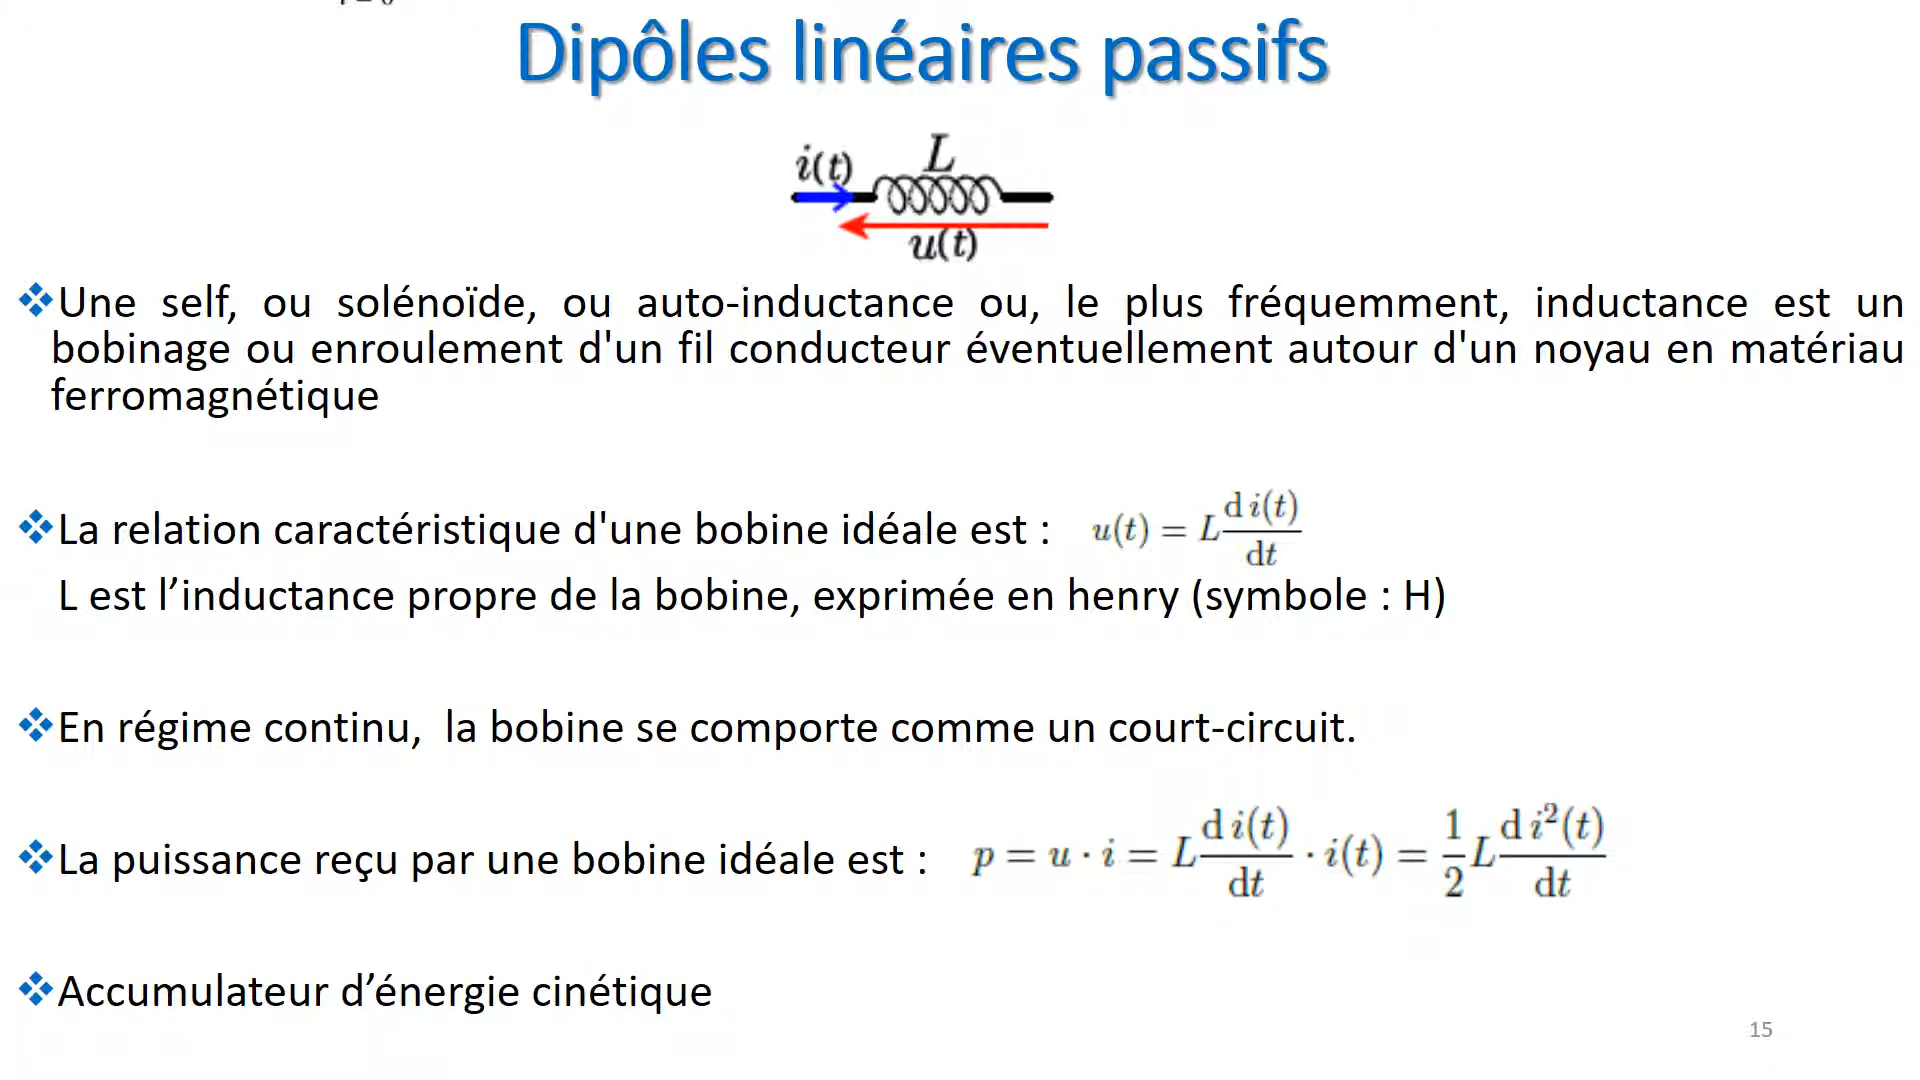 Dipôles linéaires passifs
i(t) L
u(t)
❖Une self, ou solénoïde, ou auto-inductance ou, le plus fréquemment, inductance est un
bobinage ou enroulement d'un fil conducteur éventuellement autour d'un noyau en matériau
ferromagnétique
❖La relation caractéristique d'une bobine idéale est : u(t) = L d i(t)/dt
L est l’inductance propre de la bobine, exprimée en henry (symbole : H)
❖En régime continu, la bobine se comporte comme un court-circuit.
❖La puissance reçu par une bobine idéale est : p = u · i = L d i(t)/dt · i(t) = 1/2 L d i²(t)/dt
❖Accumulateur d’énergie cinétique
15